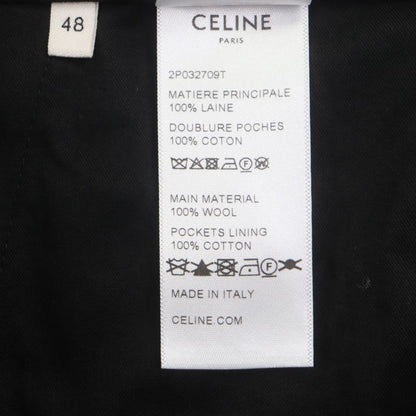 48
CELINE
PARIS
2P032709T
MATIERE PRINCIPALE
100% LAINE
DOUBLURE POCHES
100% COTON
MAIN MATERIAL
100% WOOL
POCKETS LINING
100% COTTON
MADE IN ITALY
CELINE.COM